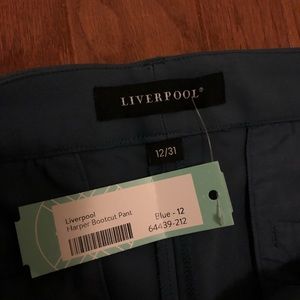 LIVERPOOL®
12/31
Liverpool
Harper Bootcut Pant
Blue - 12
64439-212